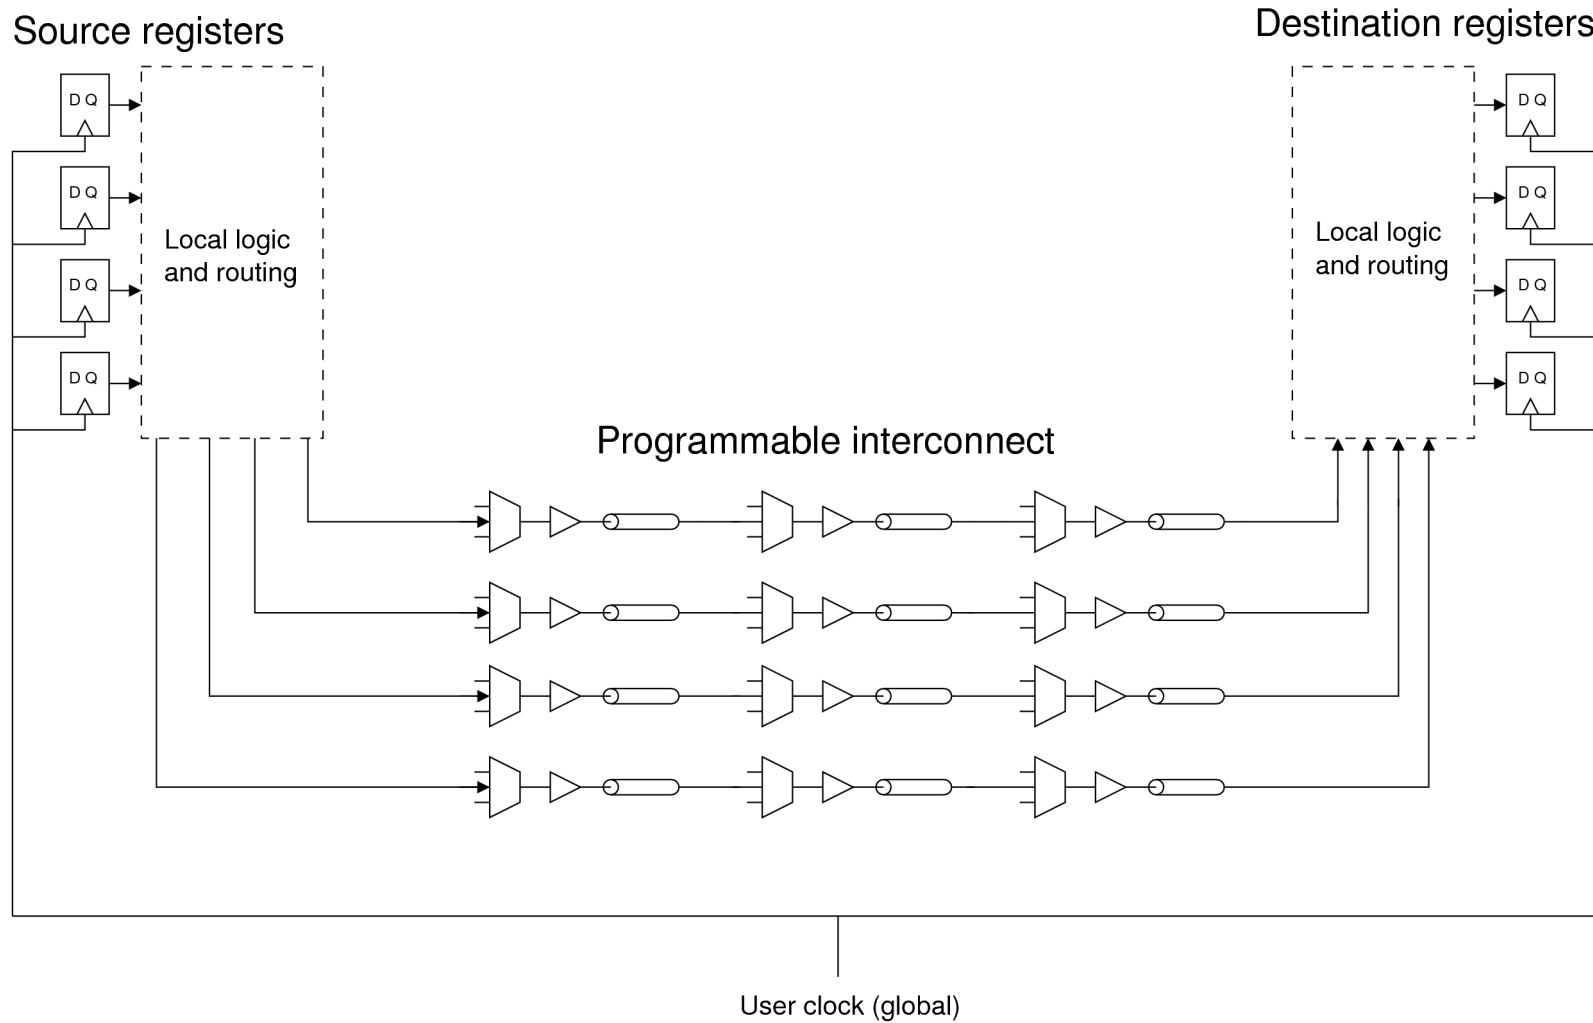 Source registers
Destination registers
D Q
D Q
D Q
D Q
D Q
D Q
D Q
D Q
Local logic
and routing
Local logic
and routing
Programmable interconnect
User clock (global)